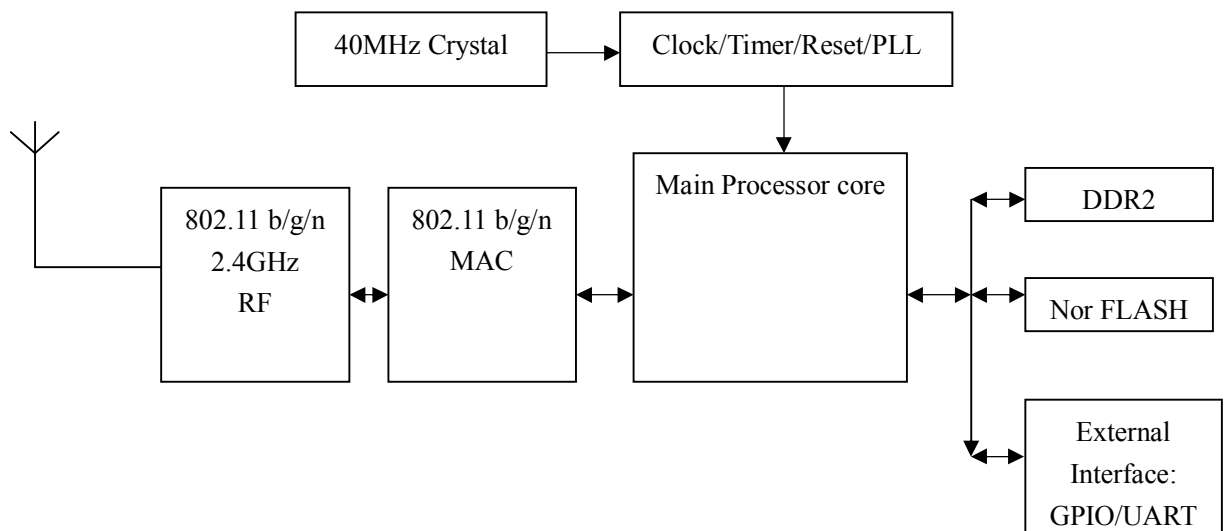 40MHz Crystal
Clock/Timer/Reset/PLL
802.11 b/g/n
2.4GHz
RF
802.11 b/g/n
MAC
Main Processor core
DDR2
Nor FLASH
External
Interface:
GPIO/UART